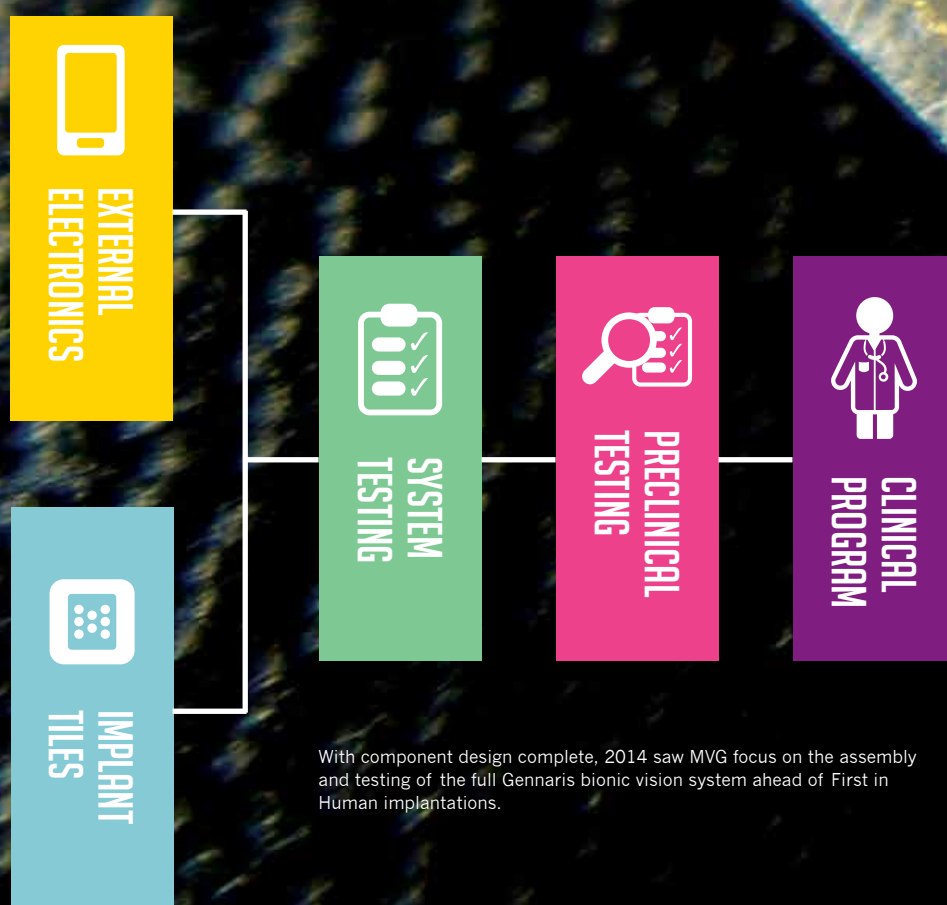 EXTERNAL
ELECTRONICS
IMPLANT
TILES
SYSTEM
TESTING
PRECLINICAL
TESTING
CLINICAL
PROGRAM
With component design complete, 2014 saw MVG focus on the assembly
and testing of the full Gennaris bionic vision system ahead of First in
Human implantations.